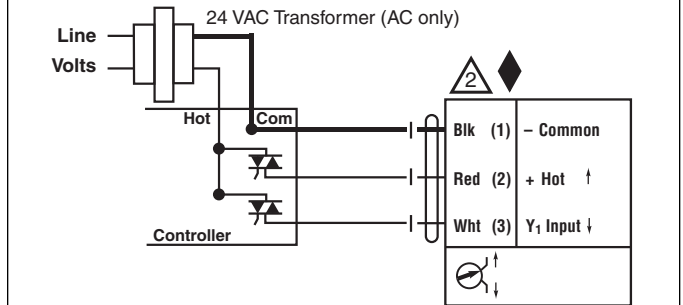 24 VAC Transformer (AC only)
Line
Volts
2
Hot Com
Blk (1) – Common
Red (2) + Hot ↑
Wht (3) Y₁ Input ↓
Controller
↑
↓